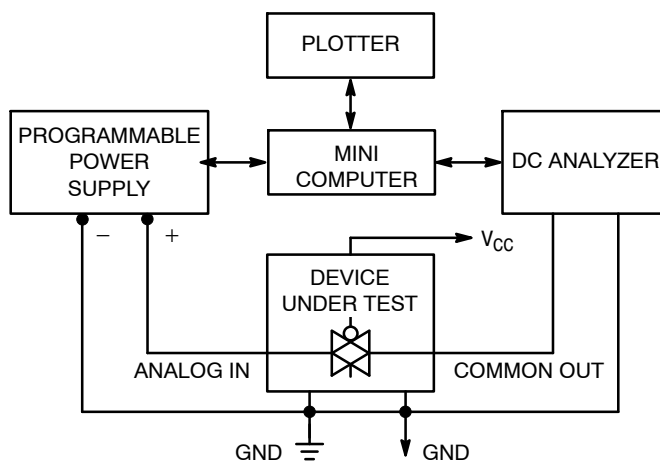 PLOTTER
PROGRAMMABLE
POWER
SUPPLY
MINI
COMPUTER
DC ANALYZER
− +
VCC
DEVICE
UNDER TEST
ANALOG IN
COMMON OUT
GND
GND